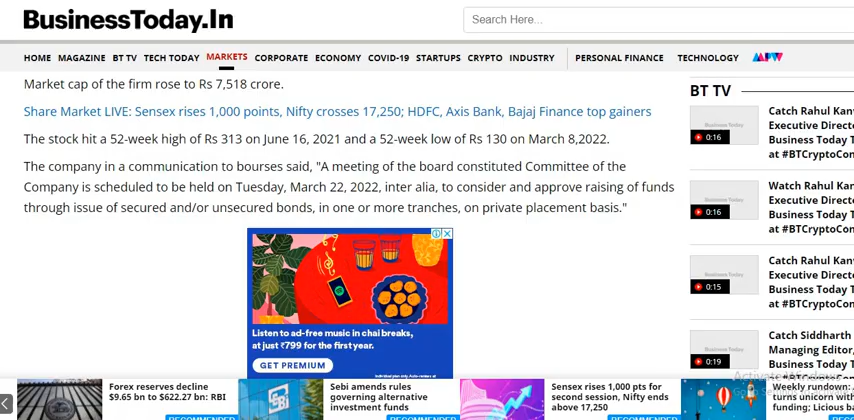 BusinessToday.In
Search Here...
HOME MAGAZINE BT TV TECH TODAY MARKETS CORPORATE ECONOMY COVID-19 STARTUPS CRYPTO INDUSTRY PERSONAL FINANCE TECHNOLOGY
Market cap of the firm rose to Rs 7,518 crore.
Share Market LIVE: Sensex rises 1,000 points, Nifty crosses 17,250; HDFC, Axis Bank, Bajaj Finance top gainers
The stock hit a 52-week high of Rs 313 on June 16, 2021 and a 52-week low of Rs 130 on March 8,2022.
The company in a communication to bourses said, "A meeting of the board constituted Committee of the
Company is scheduled to be held on Tuesday, March 22, 2022, inter alia, to consider and approve raising of funds
through issue of secured and/or unsecured bonds, in one or more tranches, on private placement basis."
Listen to ad-free music in chai breaks,
at just ₹799 for the first year.
GET PREMIUM
BT TV
BusinessToday
0:16
Catch Rahul Kan
Executive Directo
Business Today T
at #BTCryptoCon
BusinessToday
0:16
Watch Rahul Kan
Executive Directo
Business Today T
at #BTCryptoCon
BusinessToday
0:15
Catch Rahul Kan
Executive Directo
Business Today T
at #BTCryptoCon
BusinessToday
0:19
Catch Siddharth
Managing Editor,
Business Today T
Forex reserves decline
$9.65 bn to $622.27 bn: RBI
RECOMMENDED
Sebi amends rules
governing alternative
investment funds
RECOMMENDED
Sensex rises 1,000 pts for
second session, Nifty ends
above 17,250
RECOMMENDED
Weekly rundown:
turns unicorn with
funding; Licious b